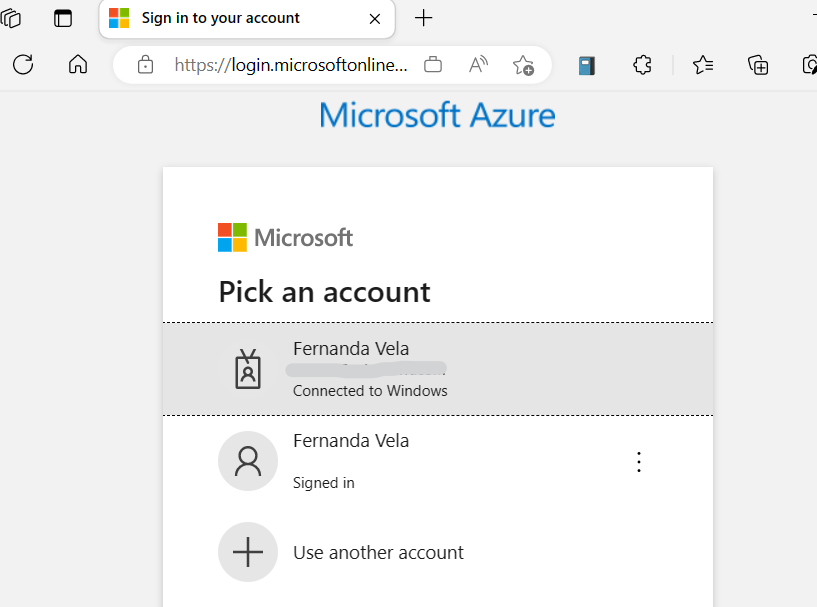 Sign in to your account
https://login.microsoftonline...
Microsoft Azure
Microsoft
Pick an account
Fernanda Vela
Connected to Windows
Fernanda Vela
Signed in
Use another account